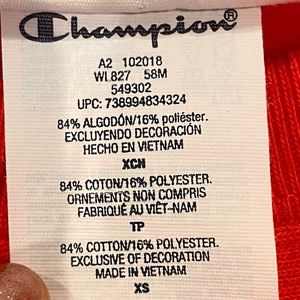 Champion®
A2 102018
WL827 58M
549302
UPC: 738994834324
84% ALGODÓN/16% poliéster.
EXCLUYENDO DECORACIÓN
HECHO EN VIETNAM
XCH
84 % COTON/16% POLYESTER.
ORNEMENTS NON COMPRIS
FABRIQUÉ AU VIÊT-NAM
TP
84 % COTTON/16% POLYESTER.
EXCLUSIVE OF DECORATION
MADE IN VIETNAM
XS